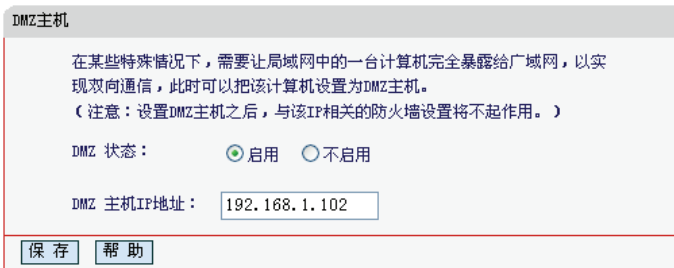 DMZ主机
在某些特殊情况下，需要让局域网中的一台计算机完全暴露给广域网，以实
现双向通信，此时可以把该计算机设置为DMZ主机。
（注意：设置DMZ主机之后，与该IP相关的防火墙设置将不起作用。）
DMZ 状态： 启用 不启用
DMZ 主机IP地址： 192.168.1.102
保 存 帮 助